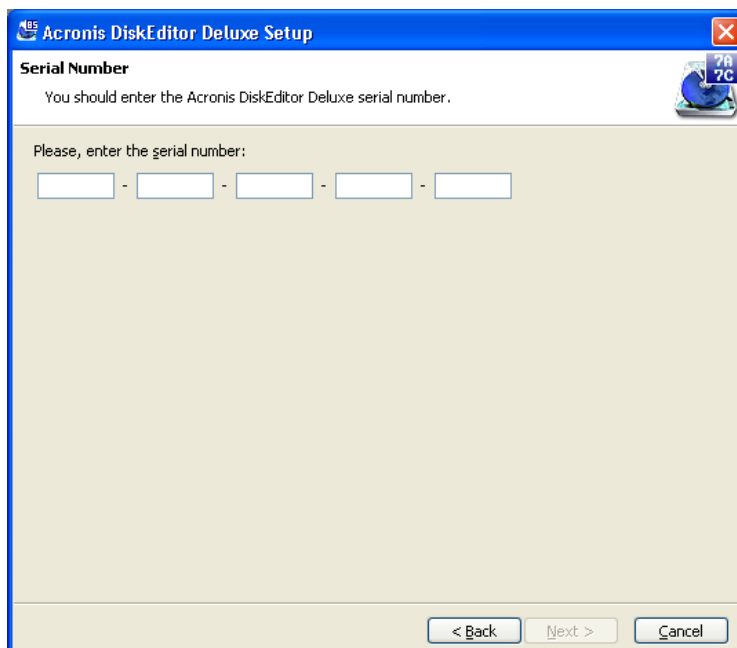 Acronis DiskEditor Deluxe Setup
Serial Number
You should enter the Acronis DiskEditor Deluxe serial number.
7A
7C
Please, enter the serial number:
- - - -
< Back Next > Cancel